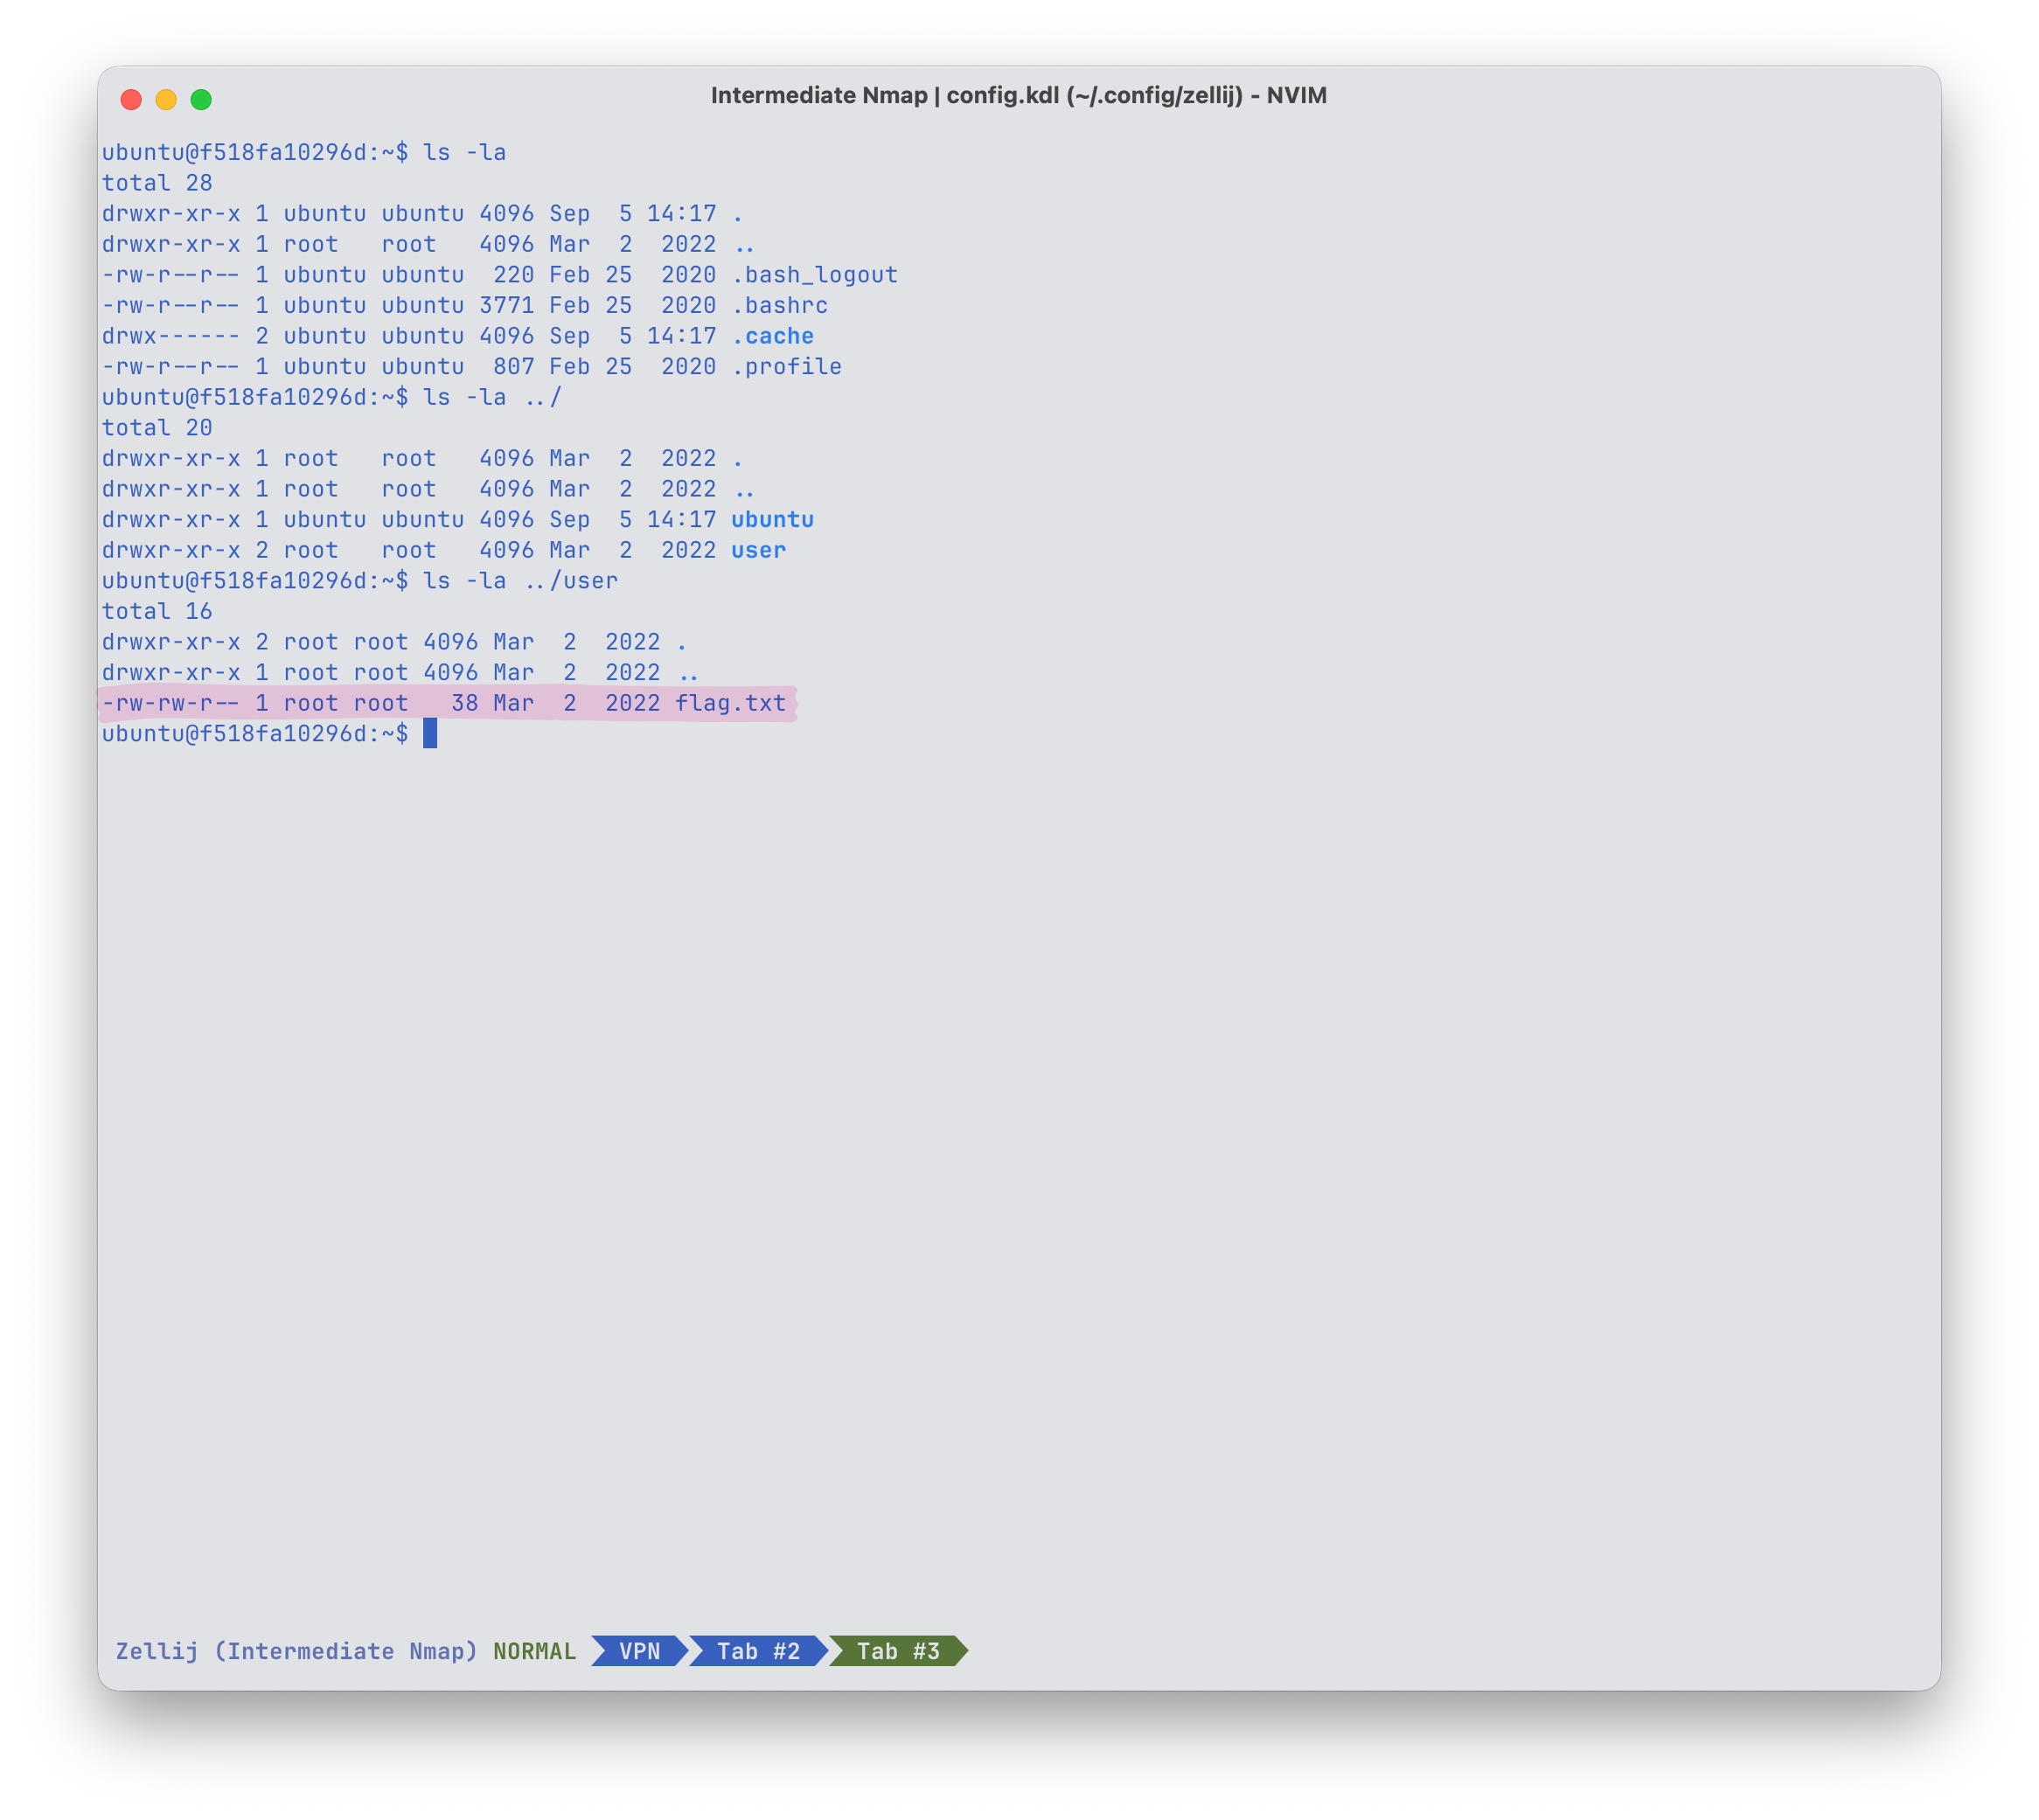 Intermediate Nmap | config.kdl (~/.config/zellij) - NVIM
ubuntu@f518fa10296d:~$ ls -la
total 28
drwxr-xr-x 1 ubuntu ubuntu 4096 Sep  5 14:17 .
drwxr-xr-x 1 root   root   4096 Mar  2  2022 ..
-rw-r--r-- 1 ubuntu ubuntu  220 Feb 25  2020 .bash_logout
-rw-r--r-- 1 ubuntu ubuntu 3771 Feb 25  2020 .bashrc
drwx------ 2 ubuntu ubuntu 4096 Sep  5 14:17 .cache
-rw-r--r-- 1 ubuntu ubuntu  807 Feb 25  2020 .profile
ubuntu@f518fa10296d:~$ ls -la ../
total 20
drwxr-xr-x 1 root   root   4096 Mar  2  2022 .
drwxr-xr-x 1 root   root   4096 Mar  2  2022 ..
drwxr-xr-x 1 ubuntu ubuntu 4096 Sep  5 14:17 ubuntu
drwxr-xr-x 2 root   root   4096 Mar  2  2022 user
ubuntu@f518fa10296d:~$ ls -la ../user
total 16
drwxr-xr-x 2 root root 4096 Mar  2  2022 .
drwxr-xr-x 1 root root 4096 Mar  2  2022 ..
-rw-rw-r-- 1 root root   38 Mar  2  2022 flag.txt
ubuntu@f518fa10296d:~$
Zellij (Intermediate Nmap) NORMAL VPN Tab #2 Tab #3